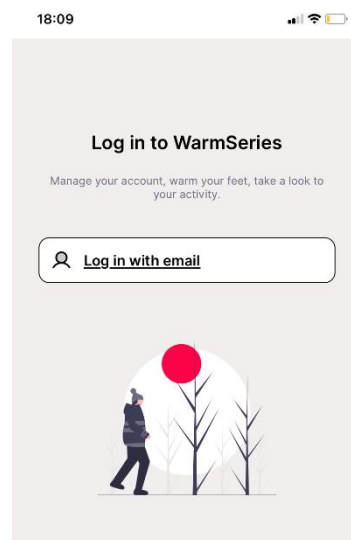 18:09
Log in to WarmSeries
Manage your account, warm your feet, take a look to
your activity.
Log in with email